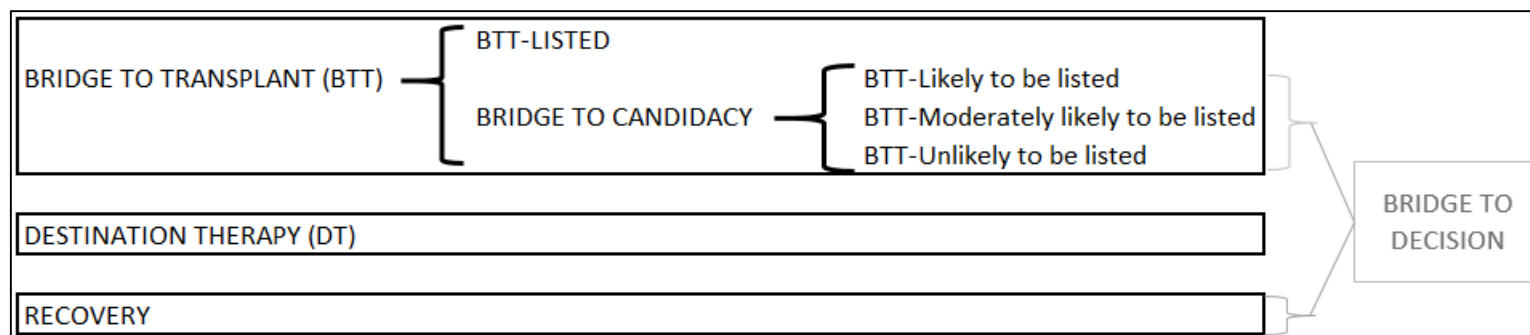 BTT-LISTED
BRIDGE TO TRANSPLANT (BTT)
BTT-Likely to be listed
BRIDGE TO CANDIDACY
BTT-Moderately likely to be listed
BTT-Unlikely to be listed
BRIDGE TO
DECISION
DESTINATION THERAPY (DT)
RECOVERY